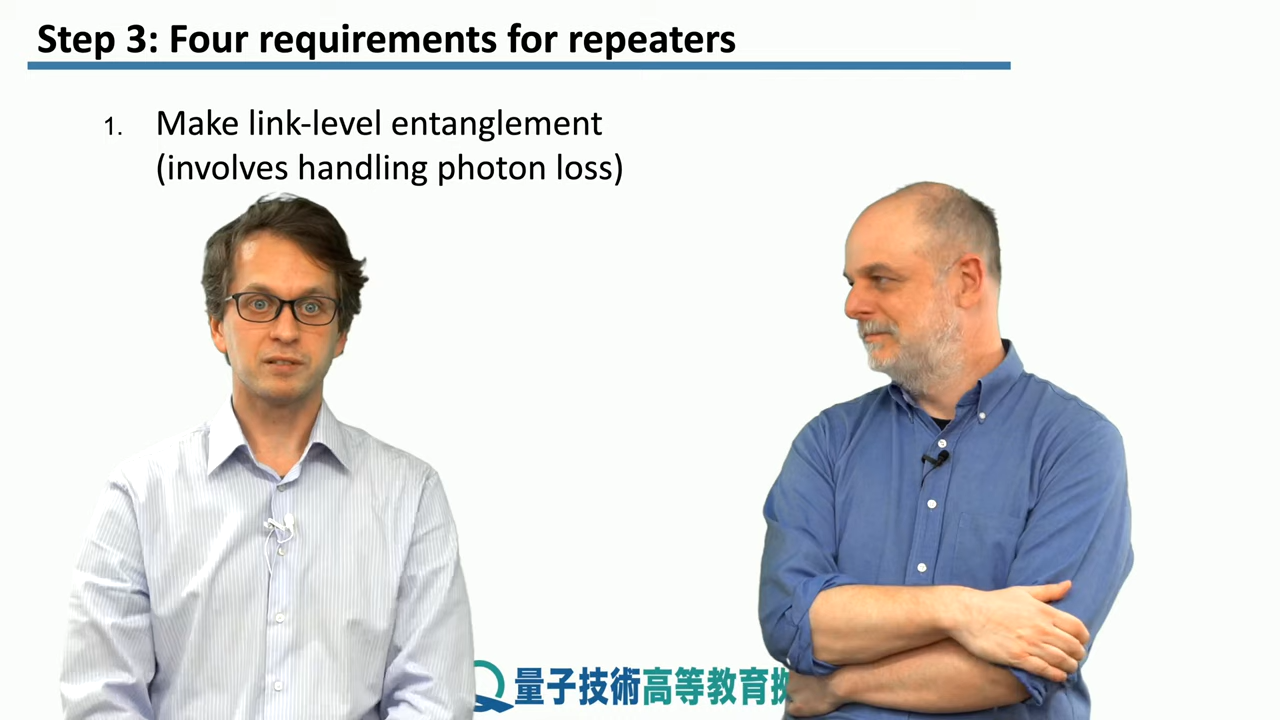 Step 3: Four requirements for repeaters
1. Make link-level entanglement
(involves handling photon loss)
量子技術高等教育拠